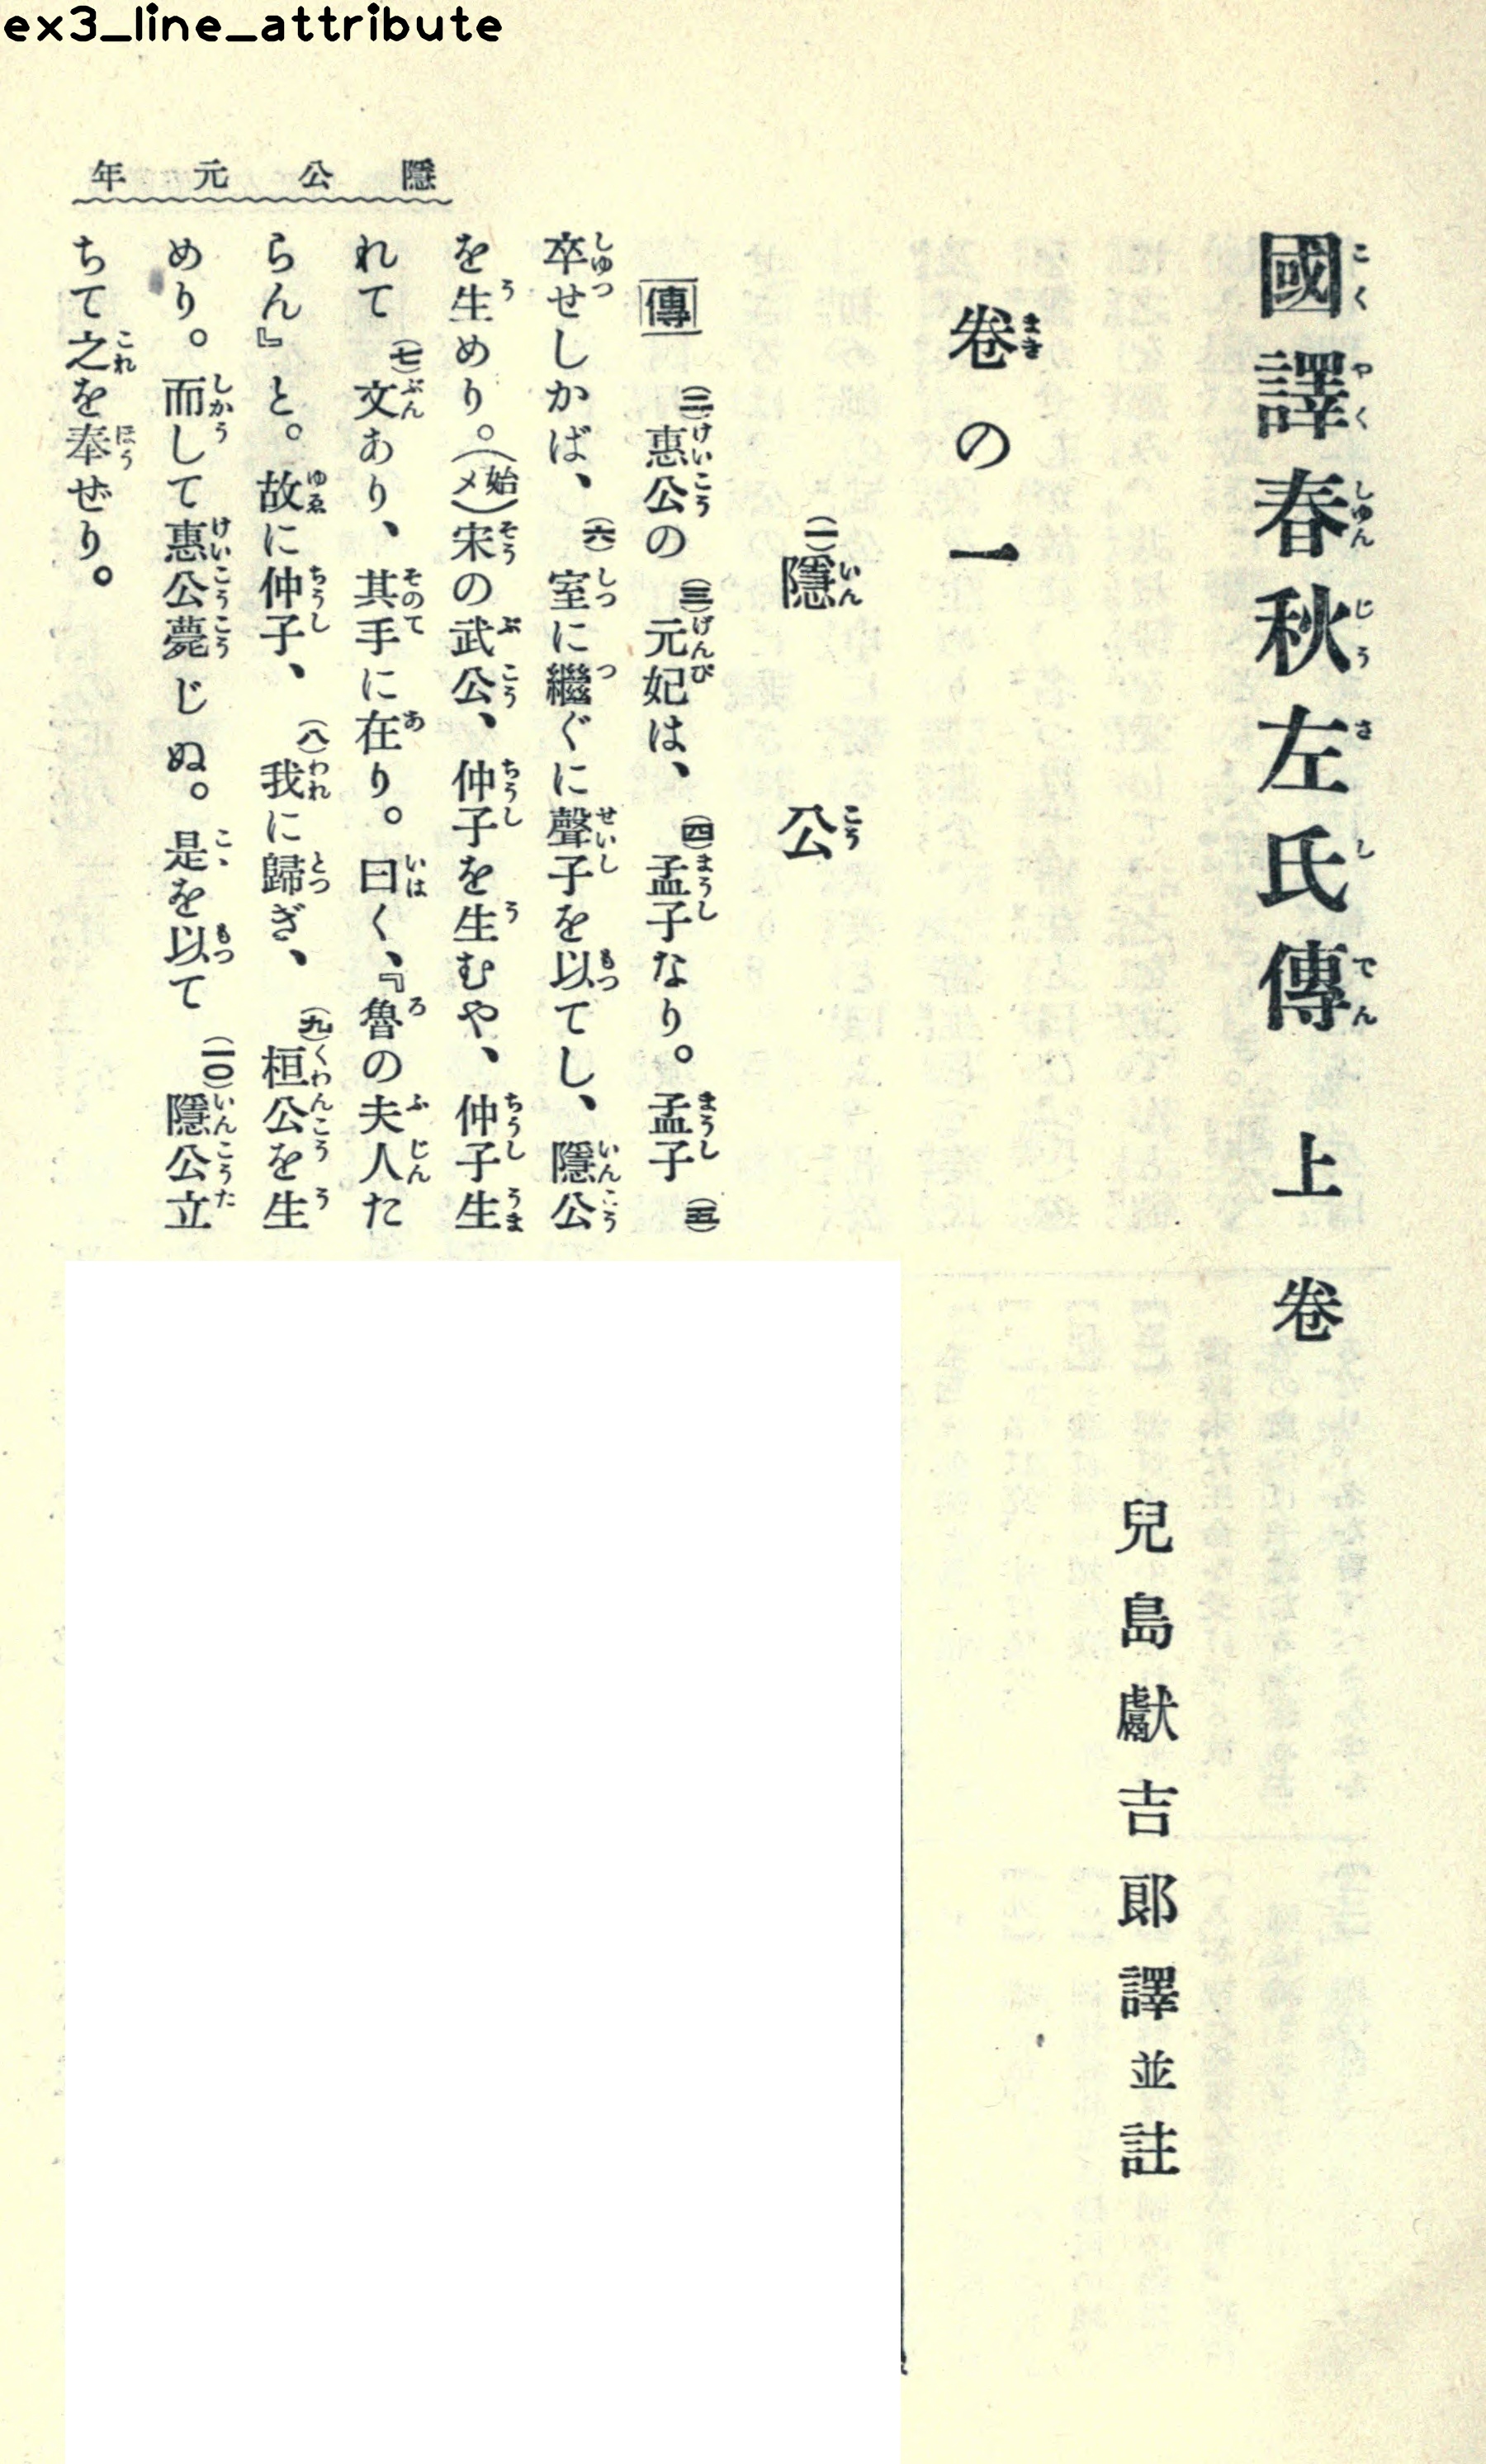 ex3_line_attribute
國譯春秋左氏傳 上卷
兒島獻吉郎譯並註
卷の一
(一)隱公
隱公元年
傳 (二)惠公の(三)元妃は、(四)孟子なり。孟子(五)
卒せしかば、(六)室に繼ぐに聲子を以てし、隱公
を生めり。(始メ)宋の武公、仲子を生むや、仲子生
れて(七)文あり、其手に在り。曰く、『魯の夫人た
らん』と。故に仲子、(八)我に歸ぎ、(九)桓公を生
めり。而して惠公薨じぬ。是を以て(一〇)隱公立
ちて之を奉ぜり。